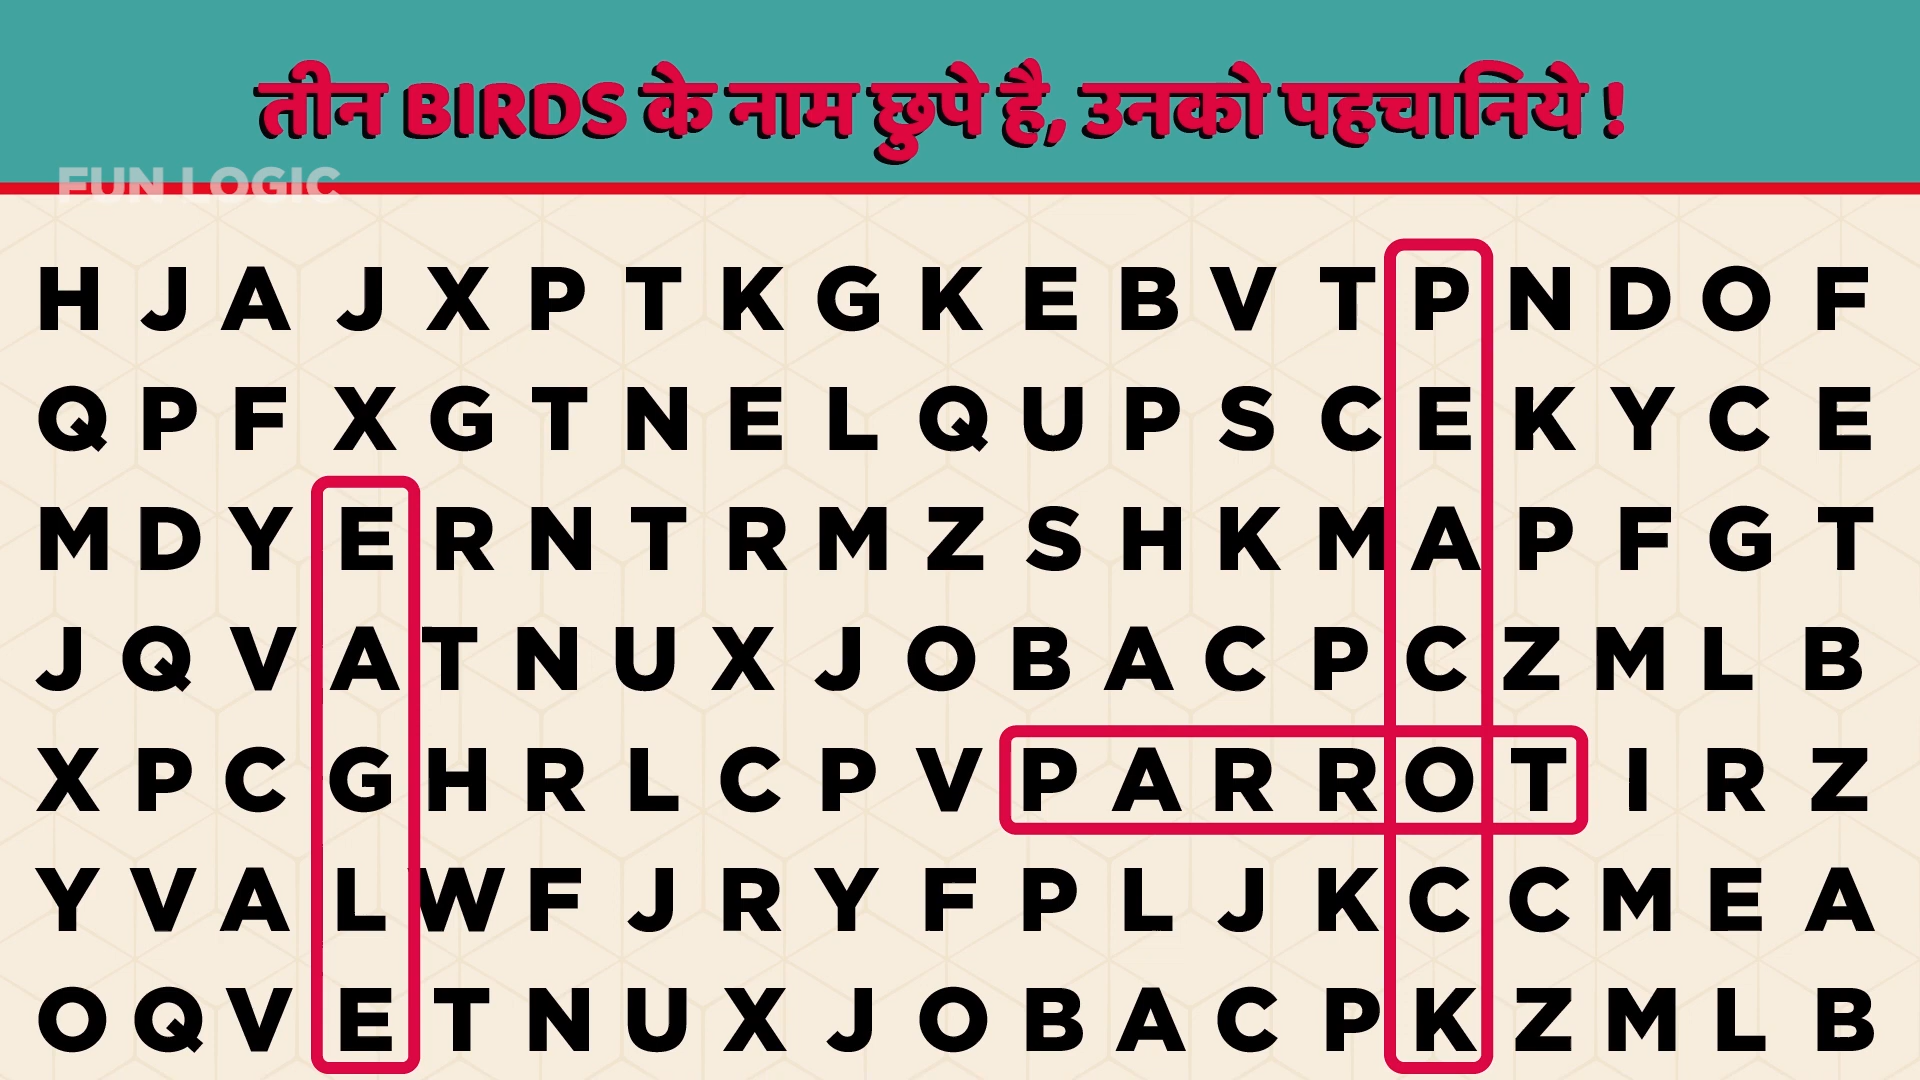 तीन BIRDS के नाम छुपे है, उनको पहचानिये !
FUN LOGIC
H J A J X P T K G K E B V T P N D O F
Q P F X G T N E L Q U P S C E K Y C E
M D Y E R N T R M Z S H K M A P F G T
J Q V A T N U X J O B A C P C Z M L B
X P C G H R L C P V P A R R O T I R Z
Y V A L W F J R Y F P L J K C C M E A
O Q V E T N U X J O B A C P K Z M L B